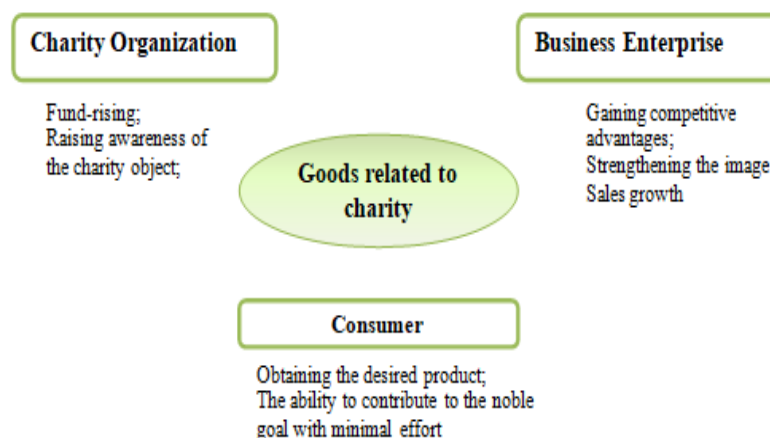 Charity Organization
Fund-rising;
Raising awareness of
the charity object;
Business Enterprise
Gaining competitive
advantages;
Strengthening the image
Sales growth
Goods related to
charity
Consumer
Obtaining the desired product;
The ability to contribute to the noble
goal with minimal effort